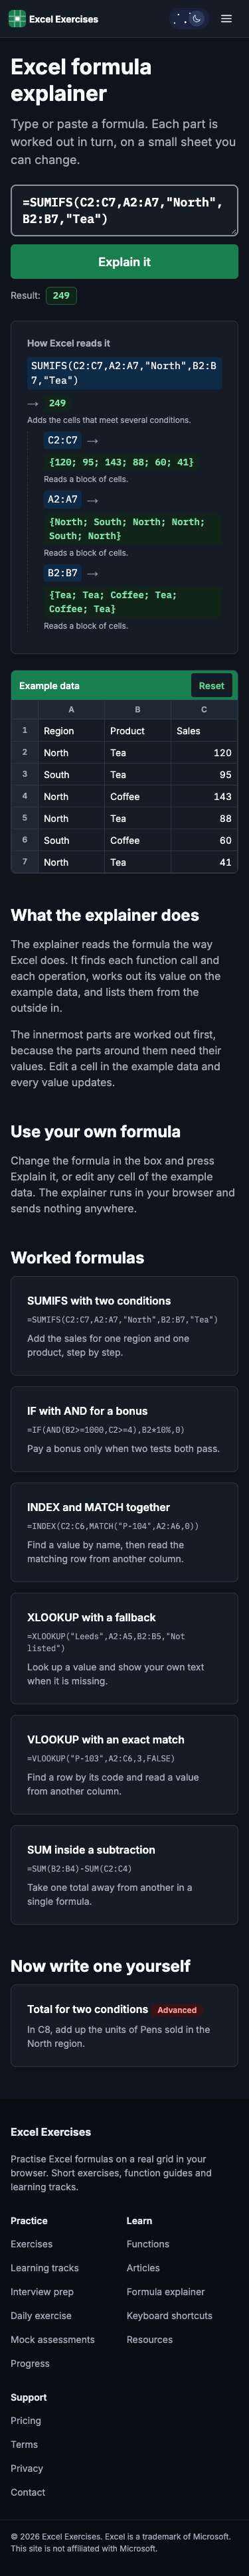 Excel Exercises
Excel formula
explainer
Type or paste a formula. Each part is
worked out in turn, on a small sheet you
can change.
=SUMIFS(C2:C7,A2:A7,"North",
B2:B7,"Tea")
Explain it
Result: 249
How Excel reads it
SUMIFS(C2:C7,A2:A7,"North",B2:B
7,"Tea")
→ 249
Adds the cells that meet several conditions.
C2:C7 →
{120; 95; 143; 88; 60; 41}
Reads a block of cells.
A2:A7 →
{North; South; North; North;
South; North}
Reads a block of cells.
B2:B7 →
{Tea; Tea; Coffee; Tea;
Coffee; Tea}
Reads a block of cells.
Example data Reset
A B C
1 Region Product Sales
2 North Tea 120
3 South Tea 95
4 North Coffee 143
5 North Tea 88
6 South Coffee 60
7 North Tea 41
What the explainer does
The explainer reads the formula the way
Excel does. It finds each function call and
each operation, works out its value on the
example data, and lists them from the
outside in.
The innermost parts are worked out first,
because the parts around them need their
values. Edit a cell in the example data and
every value updates.
Use your own formula
Change the formula in the box and press
Explain it, or edit any cell of the example
data. The explainer runs in your browser and
sends nothing anywhere.
Worked formulas
SUMIFS with two conditions
=SUMIFS(C2:C7,A2:A7,"North",B2:B7,"Tea")
Add the sales for one region and one
product, step by step.
IF with AND for a bonus
=IF(AND(B2>=1000,C2>=4),B2*10%,0)
Pay a bonus only when two tests both pass.
INDEX and MATCH together
=INDEX(C2:C6,MATCH("P-104",A2:A6,0))
Find a value by name, then read the
matching row from another column.
XLOOKUP with a fallback
=XLOOKUP("Leeds",A2:A5,B2:B5,"Not
listed")
Look up a value and show your own text
when it is missing.
VLOOKUP with an exact match
=VLOOKUP("P-103",A2:C6,3,FALSE)
Find a row by its code and read a value
from another column.
SUM inside a subtraction
=SUM(B2:B4)-SUM(C2:C4)
Take one total away from another in a
single formula.
Now write one yourself
Total for two conditions Advanced
In C8, add up the units of Pens sold in the
North region.
Excel Exercises
Practise Excel formulas on a real grid in your
browser. Short exercises, function guides and
learning tracks.
Practice
Exercises
Learning tracks
Interview prep
Daily exercise
Mock assessments
Progress
Learn
Functions
Articles
Formula explainer
Keyboard shortcuts
Resources
Support
Pricing
Terms
Privacy
Contact
© 2026 Excel Exercises. Excel is a trademark of Microsoft.
This site is not affiliated with Microsoft.